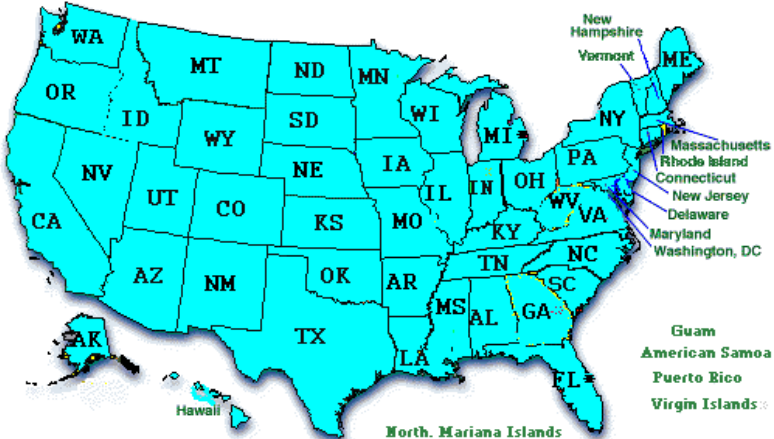 New
Hampshire
Vermont
WA
MT
ND
MN
ME
OR
ID
SD
WI
MI*
NY
WY
Massachusetts
Rhode Island
Connecticut
New Jersey
Delaware
Maryland
Washington, DC
NV
UT
CO
NE
IA
IL
IN
OH
PA
WV
VA
CA
KS
MO
KY
AZ
NM
OK
AR
TN
NC
SC
TX
LA
MS
AL
GA
FL*
AK
Hawaii
Guam
American Samoa
Puerto Rico
Virgin Islands
North. Mariana Islands